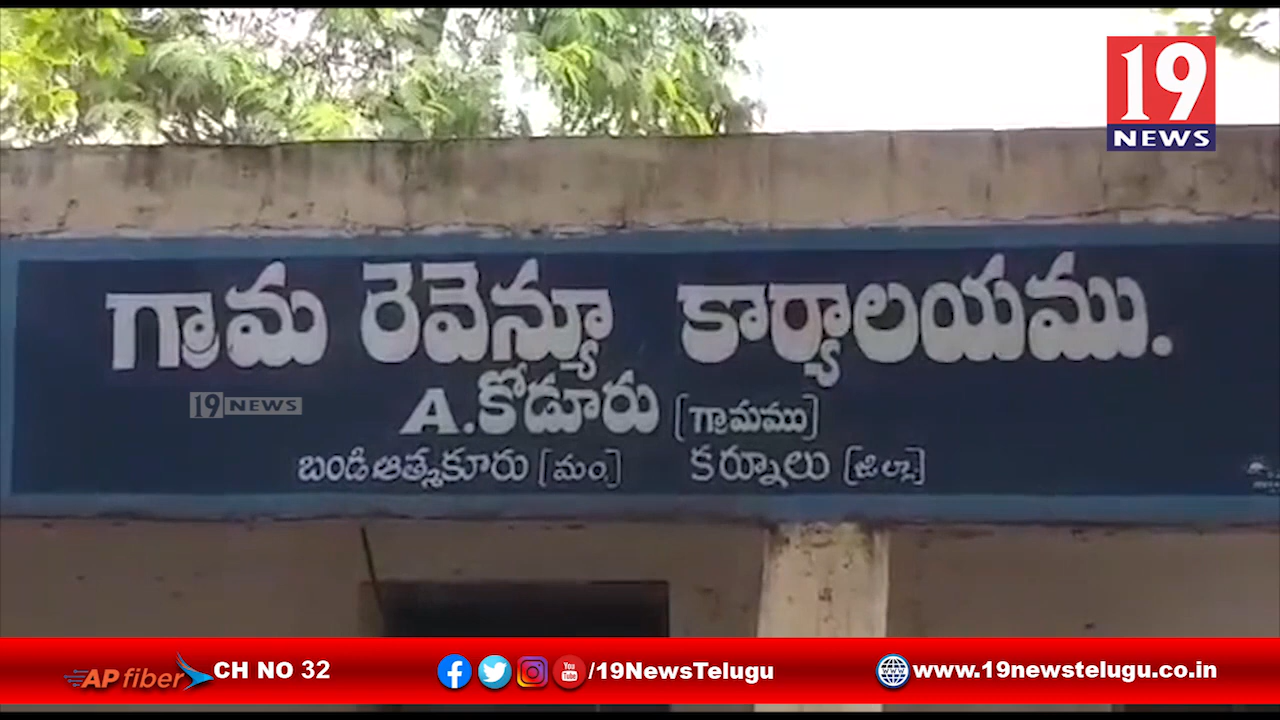 19
NEWS
గ్రామ రెవెన్యూ కార్యాలయము.
19 NEWS
A.కోడూరు [గ్రామము]
బండిఆత్మకూరు [మం] కర్నూలు [జిల్లా]
AP fiber CH NO 32 /19NewsTelugu www.19newstelugu.co.in